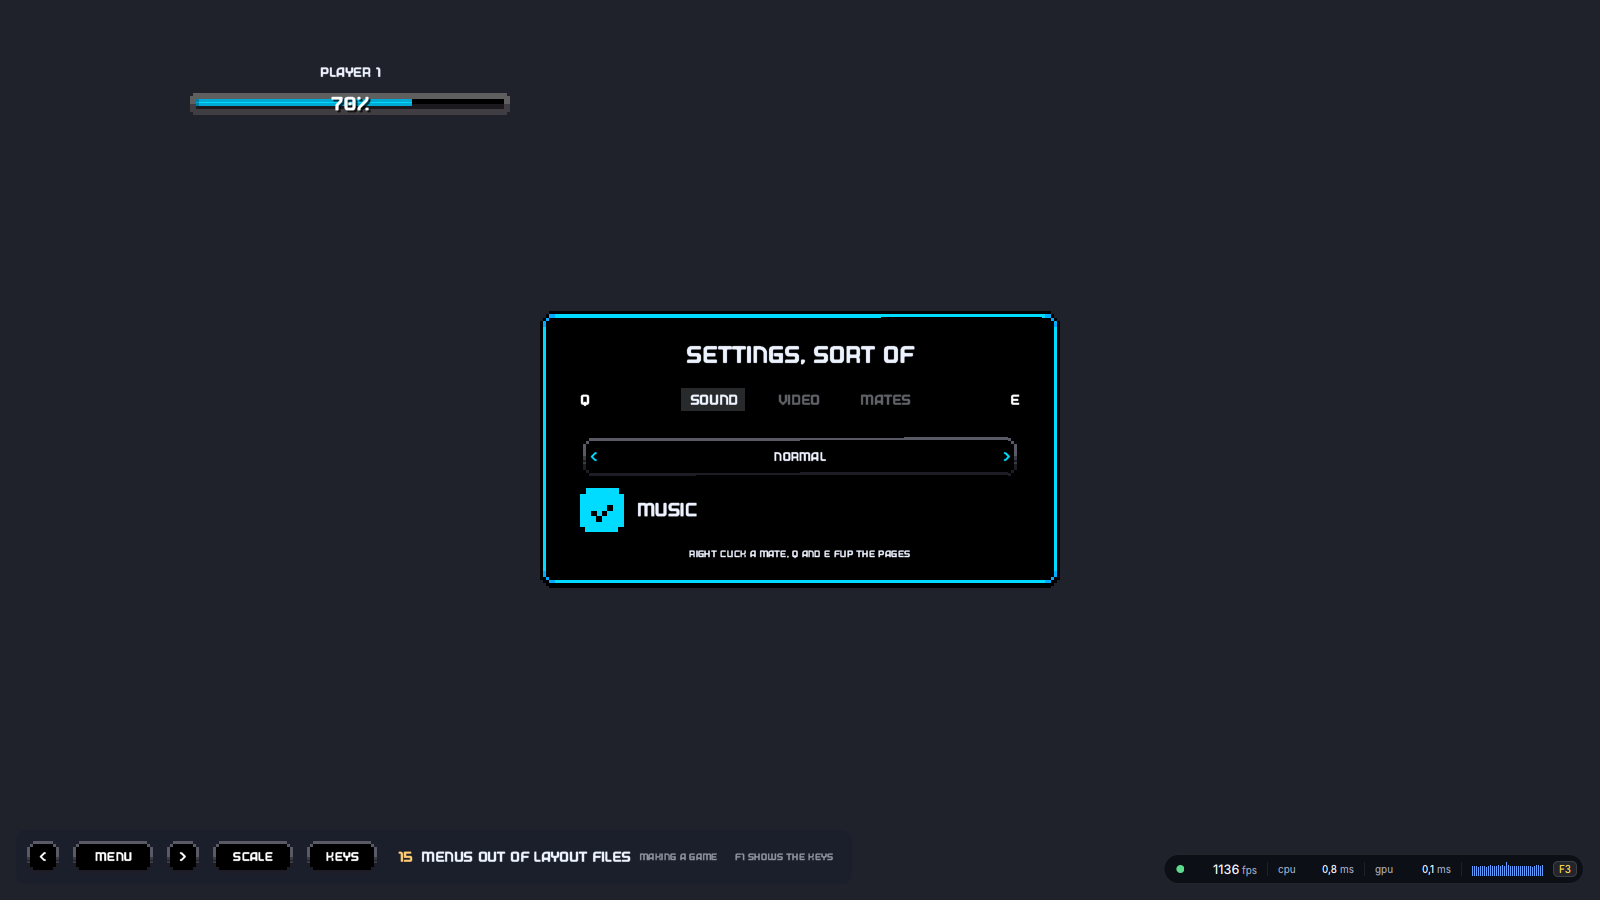 PLAYER 1
70%
SETTINGS, SORT OF
Q SOUND VIDEO MATES E
< NORMAL >
MUSIC
RIGHT CLICK A MATE, Q AND E FLIP THE PAGES
< MENU > SCALE KEYS 15 MENUS OUT OF LAYOUT FILES MAKING A GAME F1 SHOWS THE KEYS
1136 fps cpu 0,8 ms gpu 0,1 ms F3